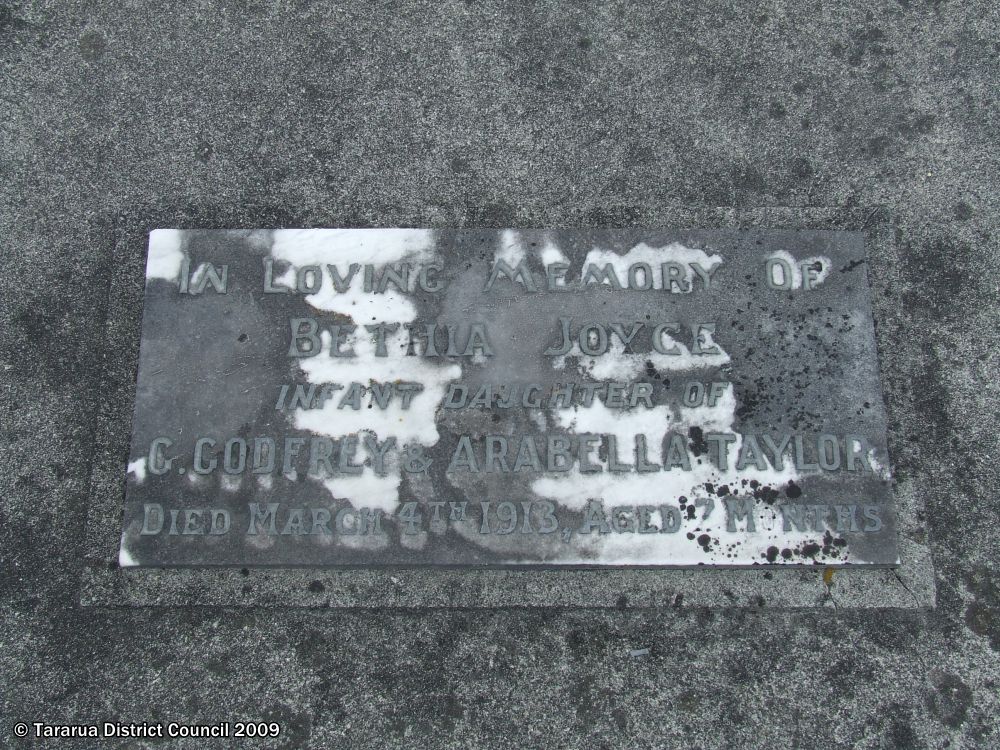 In Loving Memory Of
Bethia Joyce
INFANT DAUGHTER OF
C. GODFREY & ARABELLA TAYLOR
Died March 4th 1913, Aged 7 Months
© Tararua District Council 2009